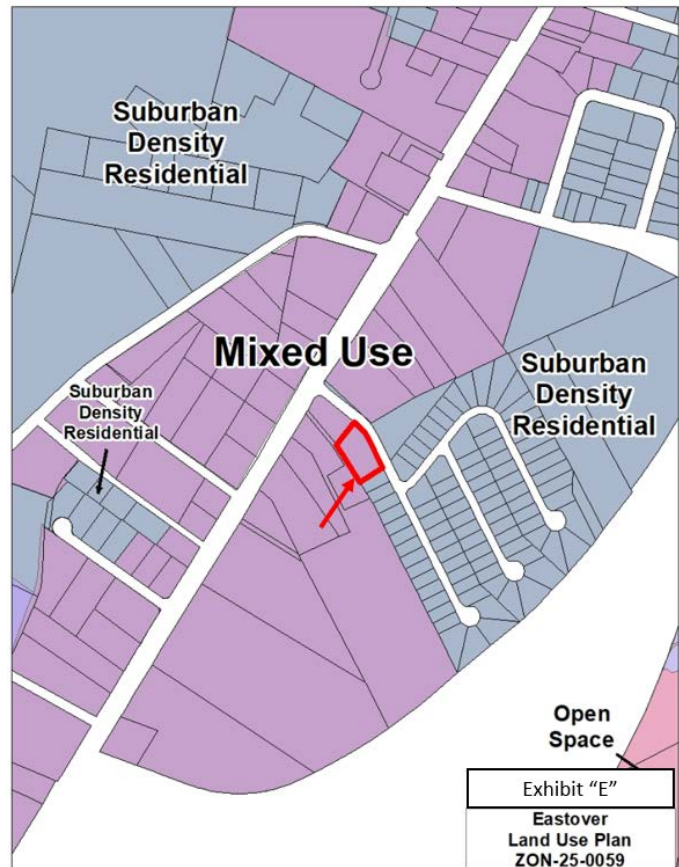 Suburban
Density
Residential
Mixed Use
Suburban
Density
Residential
Suburban
Density
Residential
Open
Space
Exhibit “E”
Eastover
Land Use Plan
ZON-25-0059